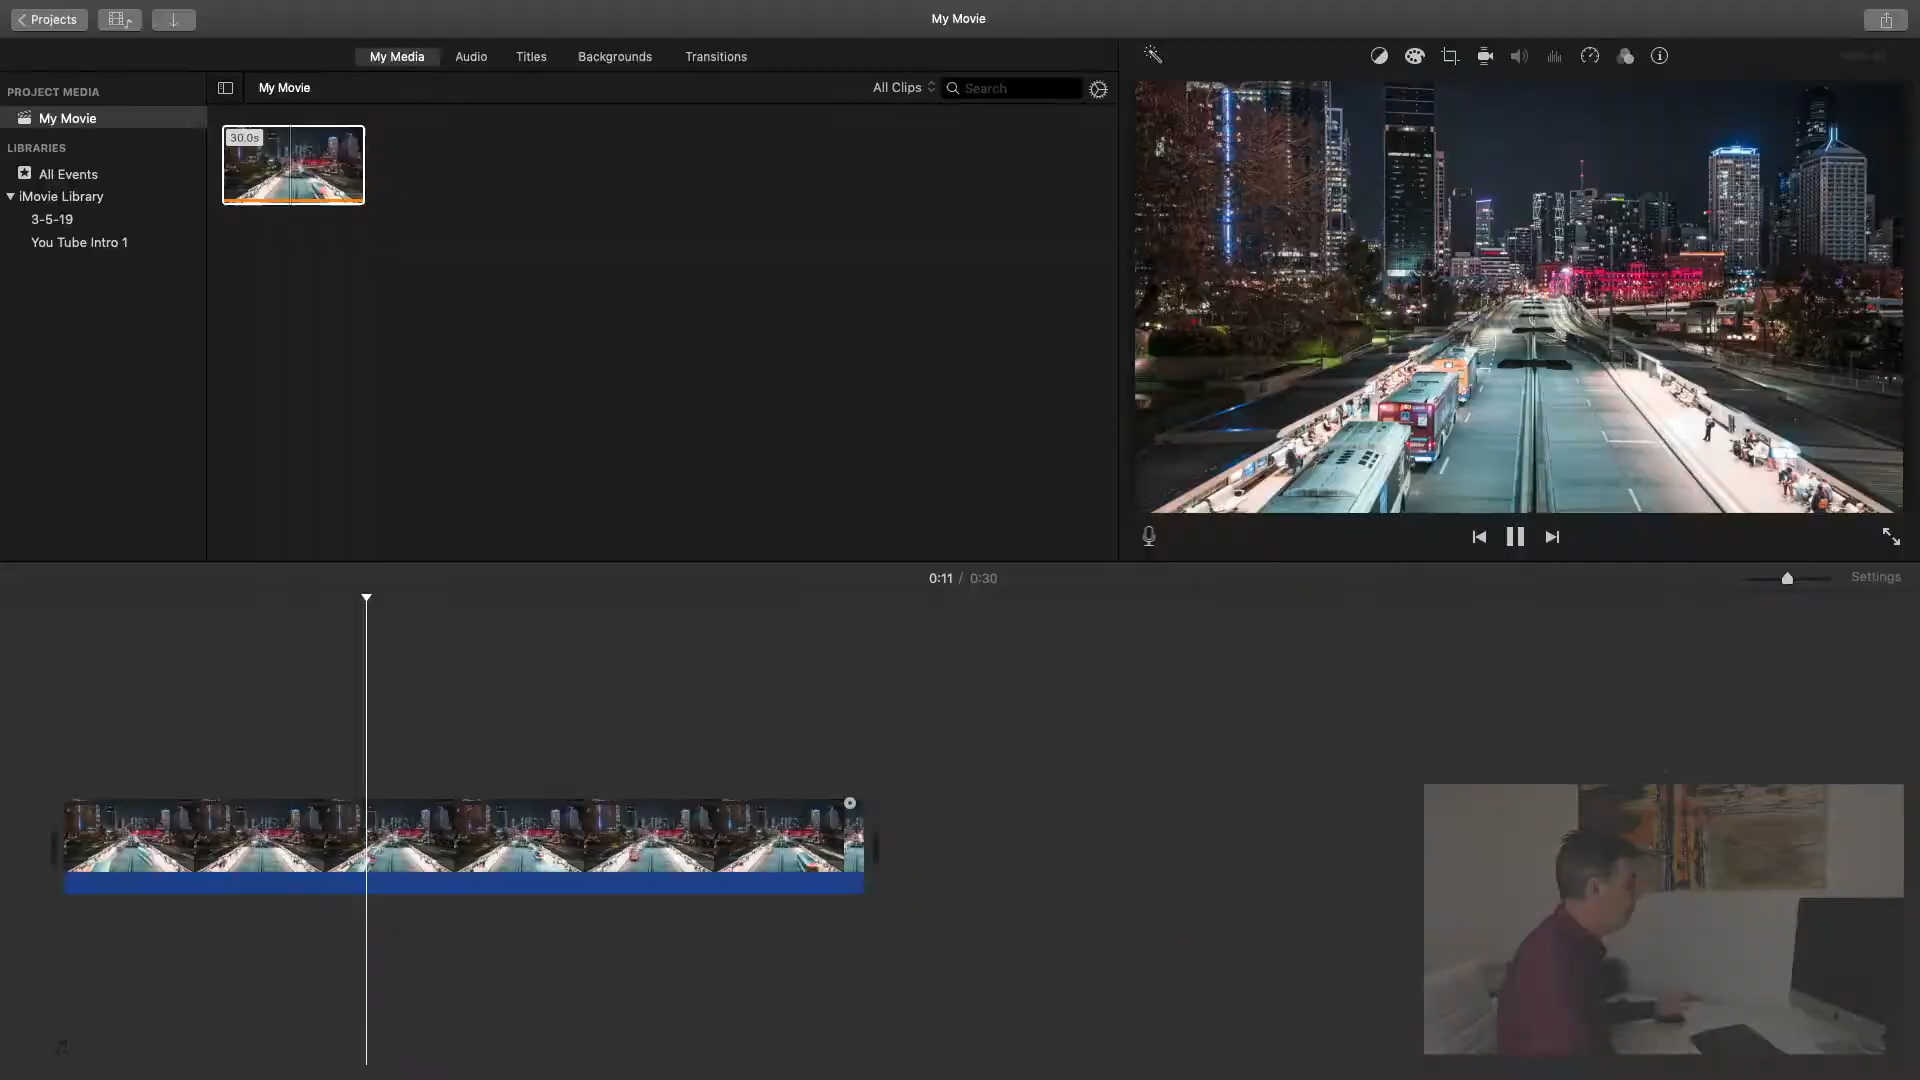 Projects
My Movie
My Media
Audio
Titles
Backgrounds
Transitions
PROJECT MEDIA
My Movie
LIBRARIES
All Events
iMovie Library
3-5-19
You Tube Intro 1
My Movie
All Clips
Search
30.0s
0:11 / 0:30
Settings